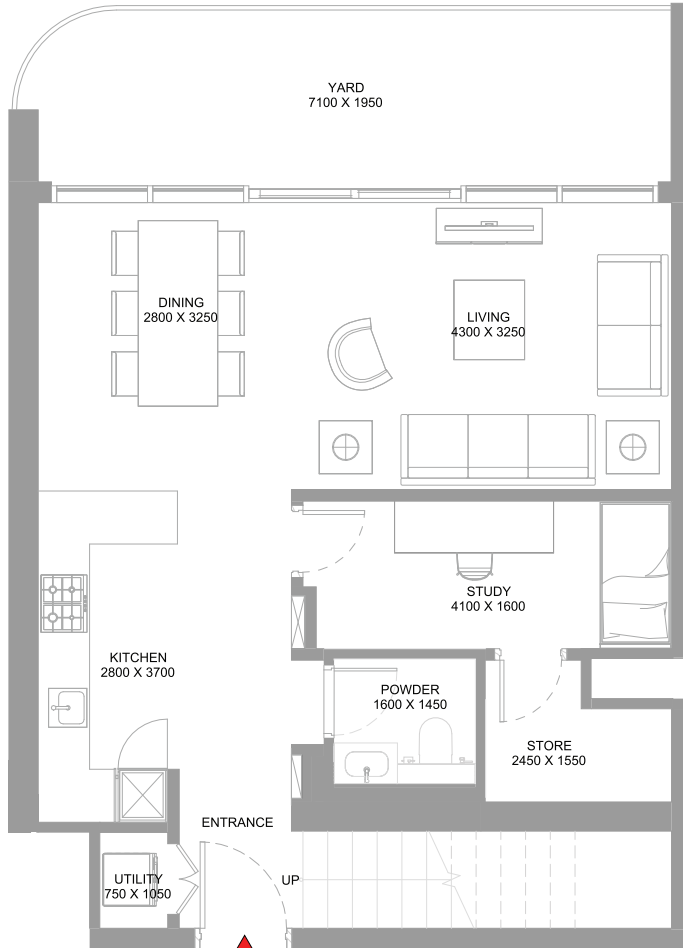 YARD
7100 X 1950
DINING
2800 X 3250
LIVING
4300 X 3250
STUDY
4100 X 1600
KITCHEN
2800 X 3700
POWDER
1600 X 1450
STORE
2450 X 1550
ENTRANCE
UTILITY
750 X 1050
UP